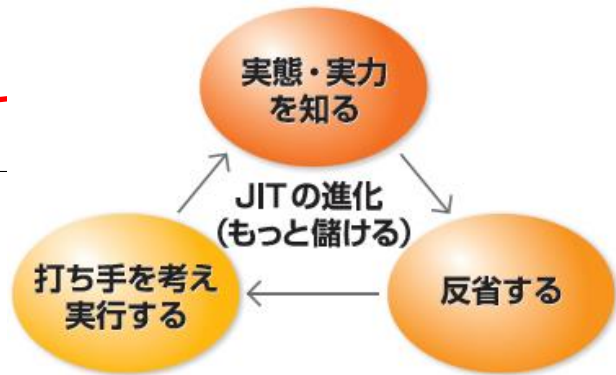 実態・実力
を知る
JITの進化
(もっと儲ける)
打ち手を考え
実行する
反省する